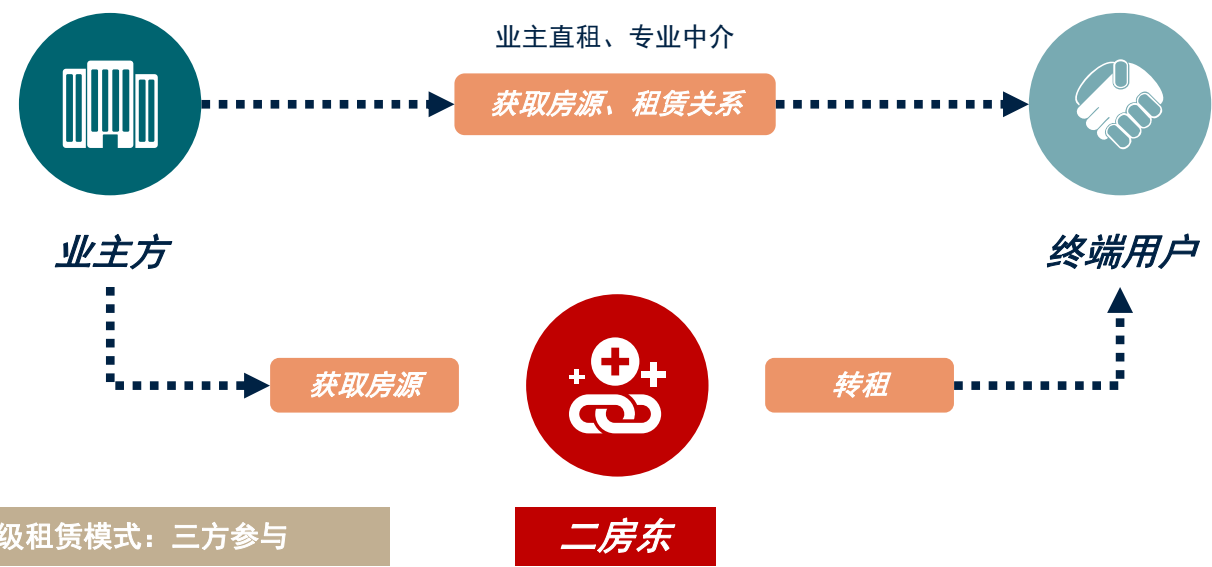 业主直租、专业中介
获取房源、租赁关系
业主方
终端用户
获取房源
转租
级租赁模式：三方参与
二房东